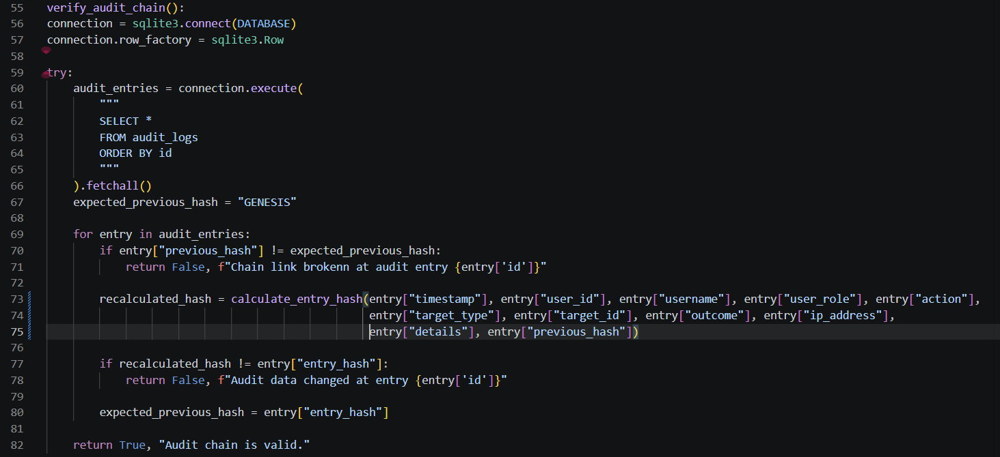 55 verify_audit_chain():
56 connection = sqlite3.connect(DATABASE)
57 connection.row_factory = sqlite3.Row
58
59 try:
60     audit_entries = connection.execute(
61         """
62         SELECT *
63         FROM audit_logs
64         ORDER BY id
65         """
66     ).fetchall()
67     expected_previous_hash = "GENESIS"
68
69     for entry in audit_entries:
70         if entry["previous_hash"] != expected_previous_hash:
71             return False, f"Chain link brokenn at audit entry {entry['id']}"
72
73         recalculated_hash = calculate_entry_hash(entry["timestamp"], entry["user_id"], entry["username"], entry["user_role"], entry["action"],
74                                                  entry["target_type"], entry["target_id"], entry["outcome"], entry["ip_address"],
75                                                  entry["details"], entry["previous_hash"])
76
77         if recalculated_hash != entry["entry_hash"]:
78             return False, f"Audit data changed at entry {entry['id']}"
79
80         expected_previous_hash = entry["entry_hash"]
81
82     return True, "Audit chain is valid."